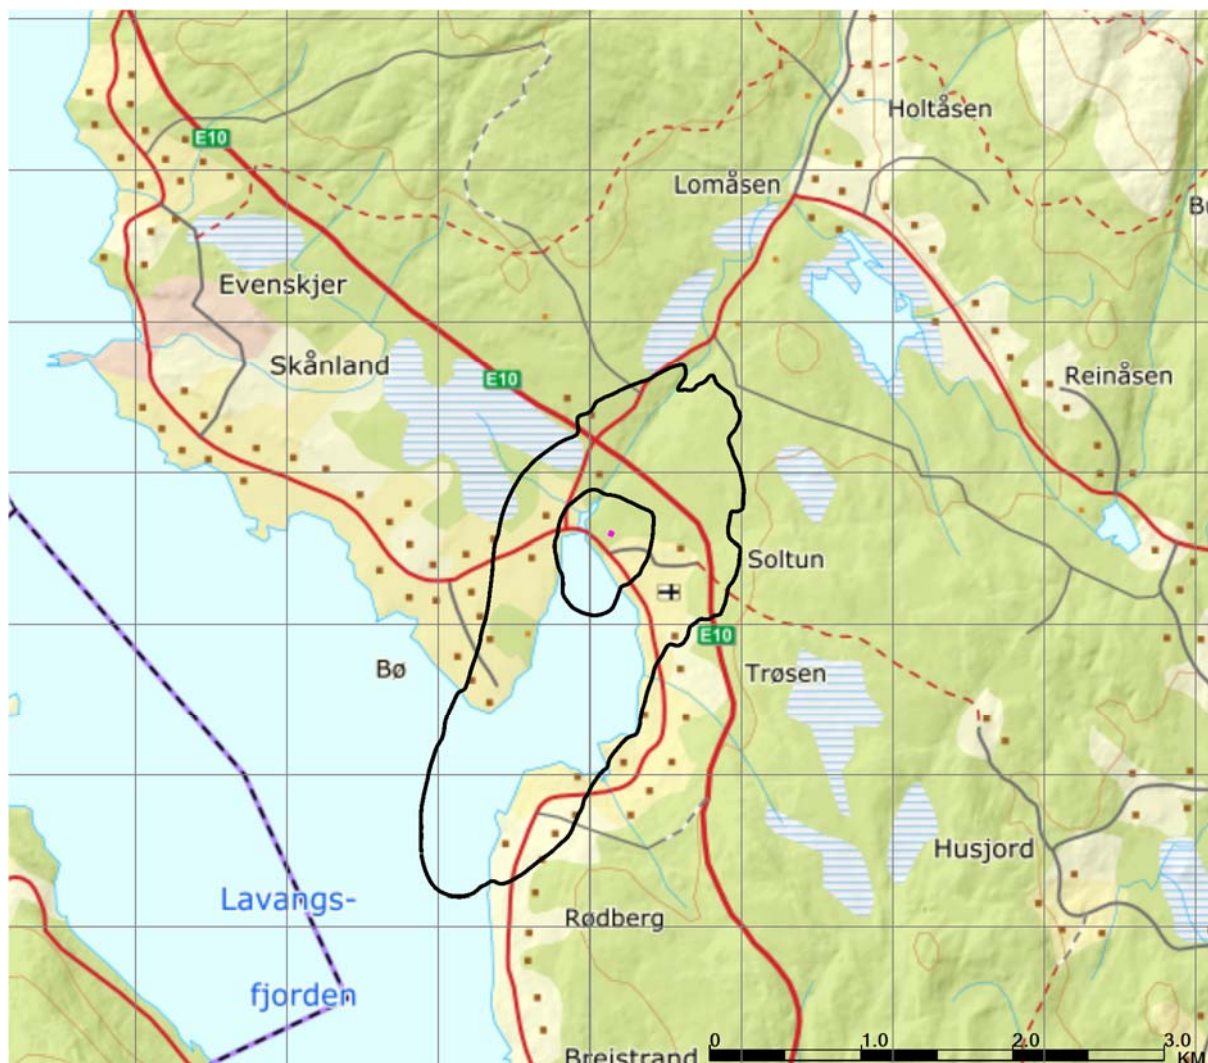 Holtåsen
E10
Lomåsen
Evenskjer
Skånland
E10
Reinåsen
Soltun
E10
Bø
Trøsen
Husjord
Lavangs-
fjorden
Rødberg
Breistrand
0 1.0 2.0 3.0
KM